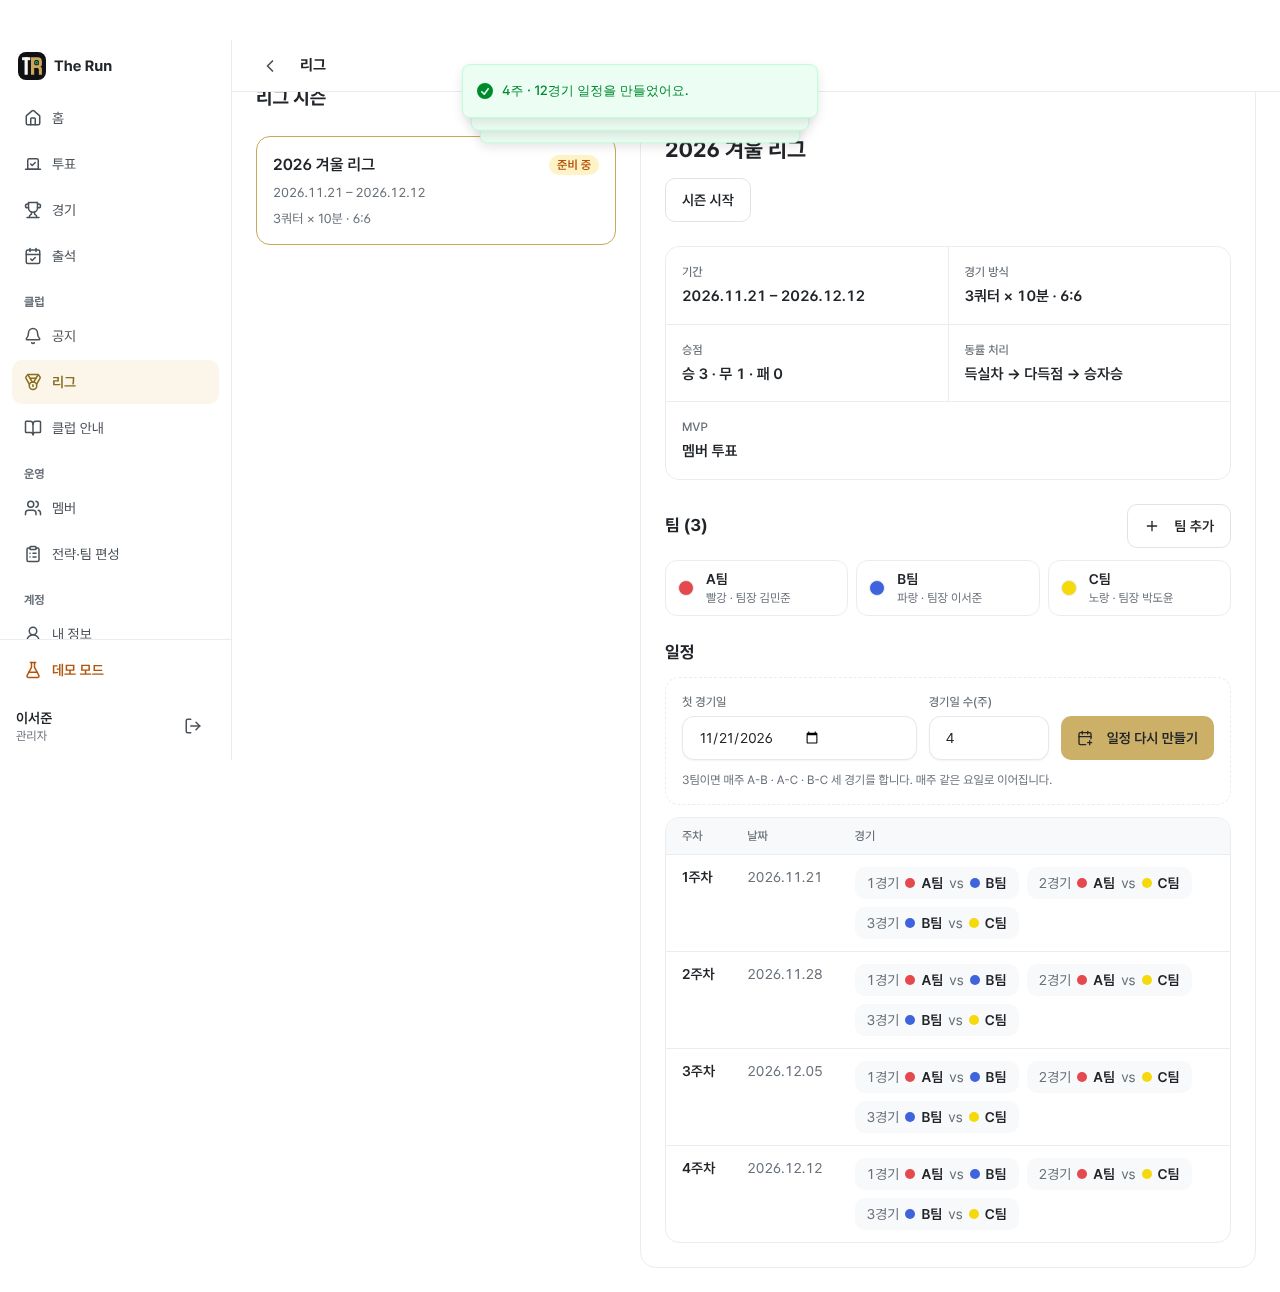 The Run
홈
투표
경기
출석
클럽
공지
리그
클럽 안내
운영
멤버
전략·팀 편성
계정
내 정보
데모 모드
이서준
관리자
리그
4주 · 12경기 일정을 만들었어요.
리그 시즌
2026 겨울 리그
준비 중
2026.11.21 – 2026.12.12
3쿼터 × 10분 · 6:6
2026 겨울 리그
시즌 시작
기간
2026.11.21 – 2026.12.12
경기 방식
3쿼터 × 10분 · 6:6
승점
승 3 · 무 1 · 패 0
동률 처리
득실차 → 다득점 → 승자승
MVP
멤버 투표
팀 (3)
팀 추가
A팀
빨강 · 팀장 김민준
B팀
파랑 · 팀장 이서준
C팀
노랑 · 팀장 박도윤
일정
첫 경기일
11/21/2026
경기일 수(주)
4
일정 다시 만들기
3팀이면 매주 A-B · A-C · B-C 세 경기를 합니다. 매주 같은 요일로 이어집니다.
주차 날짜 경기
1주차 2026.11.21 1경기 A팀 vs B팀 2경기 A팀 vs C팀
3경기 B팀 vs C팀
2주차 2026.11.28 1경기 A팀 vs B팀 2경기 A팀 vs C팀
3경기 B팀 vs C팀
3주차 2026.12.05 1경기 A팀 vs B팀 2경기 A팀 vs C팀
3경기 B팀 vs C팀
4주차 2026.12.12 1경기 A팀 vs B팀 2경기 A팀 vs C팀
3경기 B팀 vs C팀